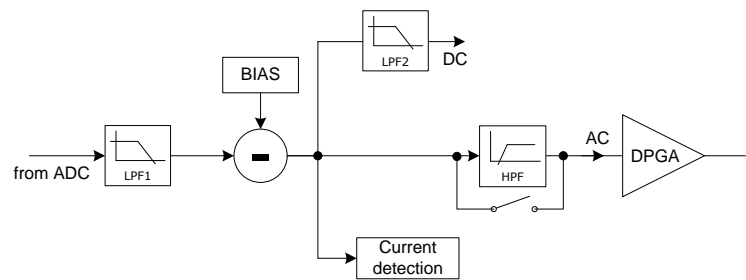 LPF2
DC
BIAS
from ADC
LPF1
-
HPF
AC
DPGA
Current
detection